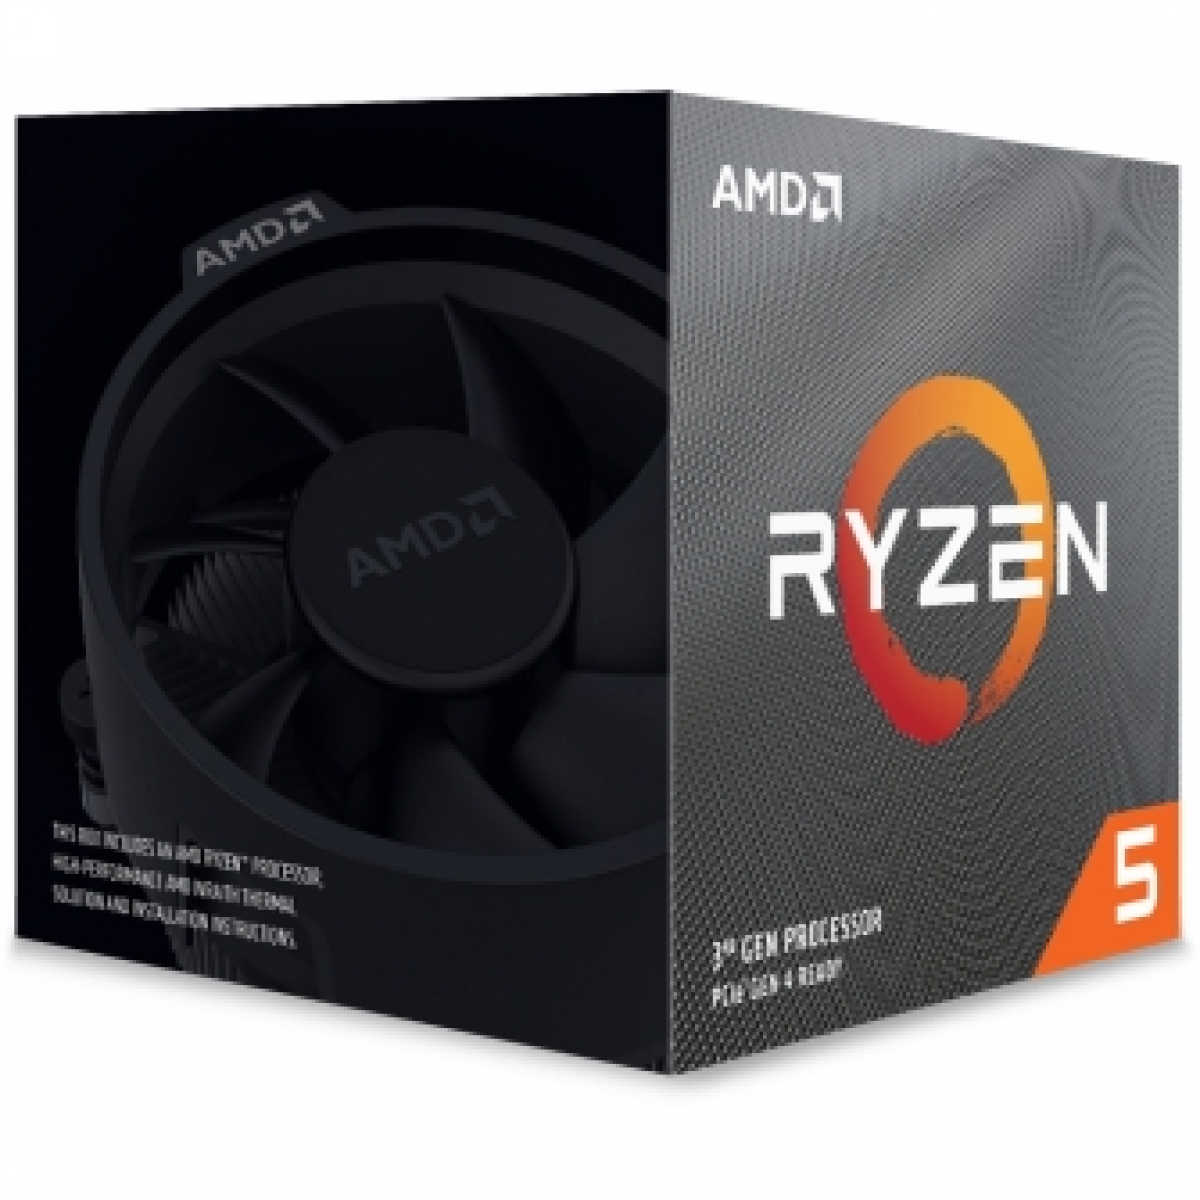 AMD
AMD
THIS BOX INCLUDES AN AMD RYZEN™ PROCESSOR,
HIGH-PERFORMANCE AMD WRAITH THERMAL
SOLUTION AND INSTALLATION INSTRUCTIONS.
AMD
RYZEN
5
3RD GEN PROCESSOR
PCIe® GEN 4 READY